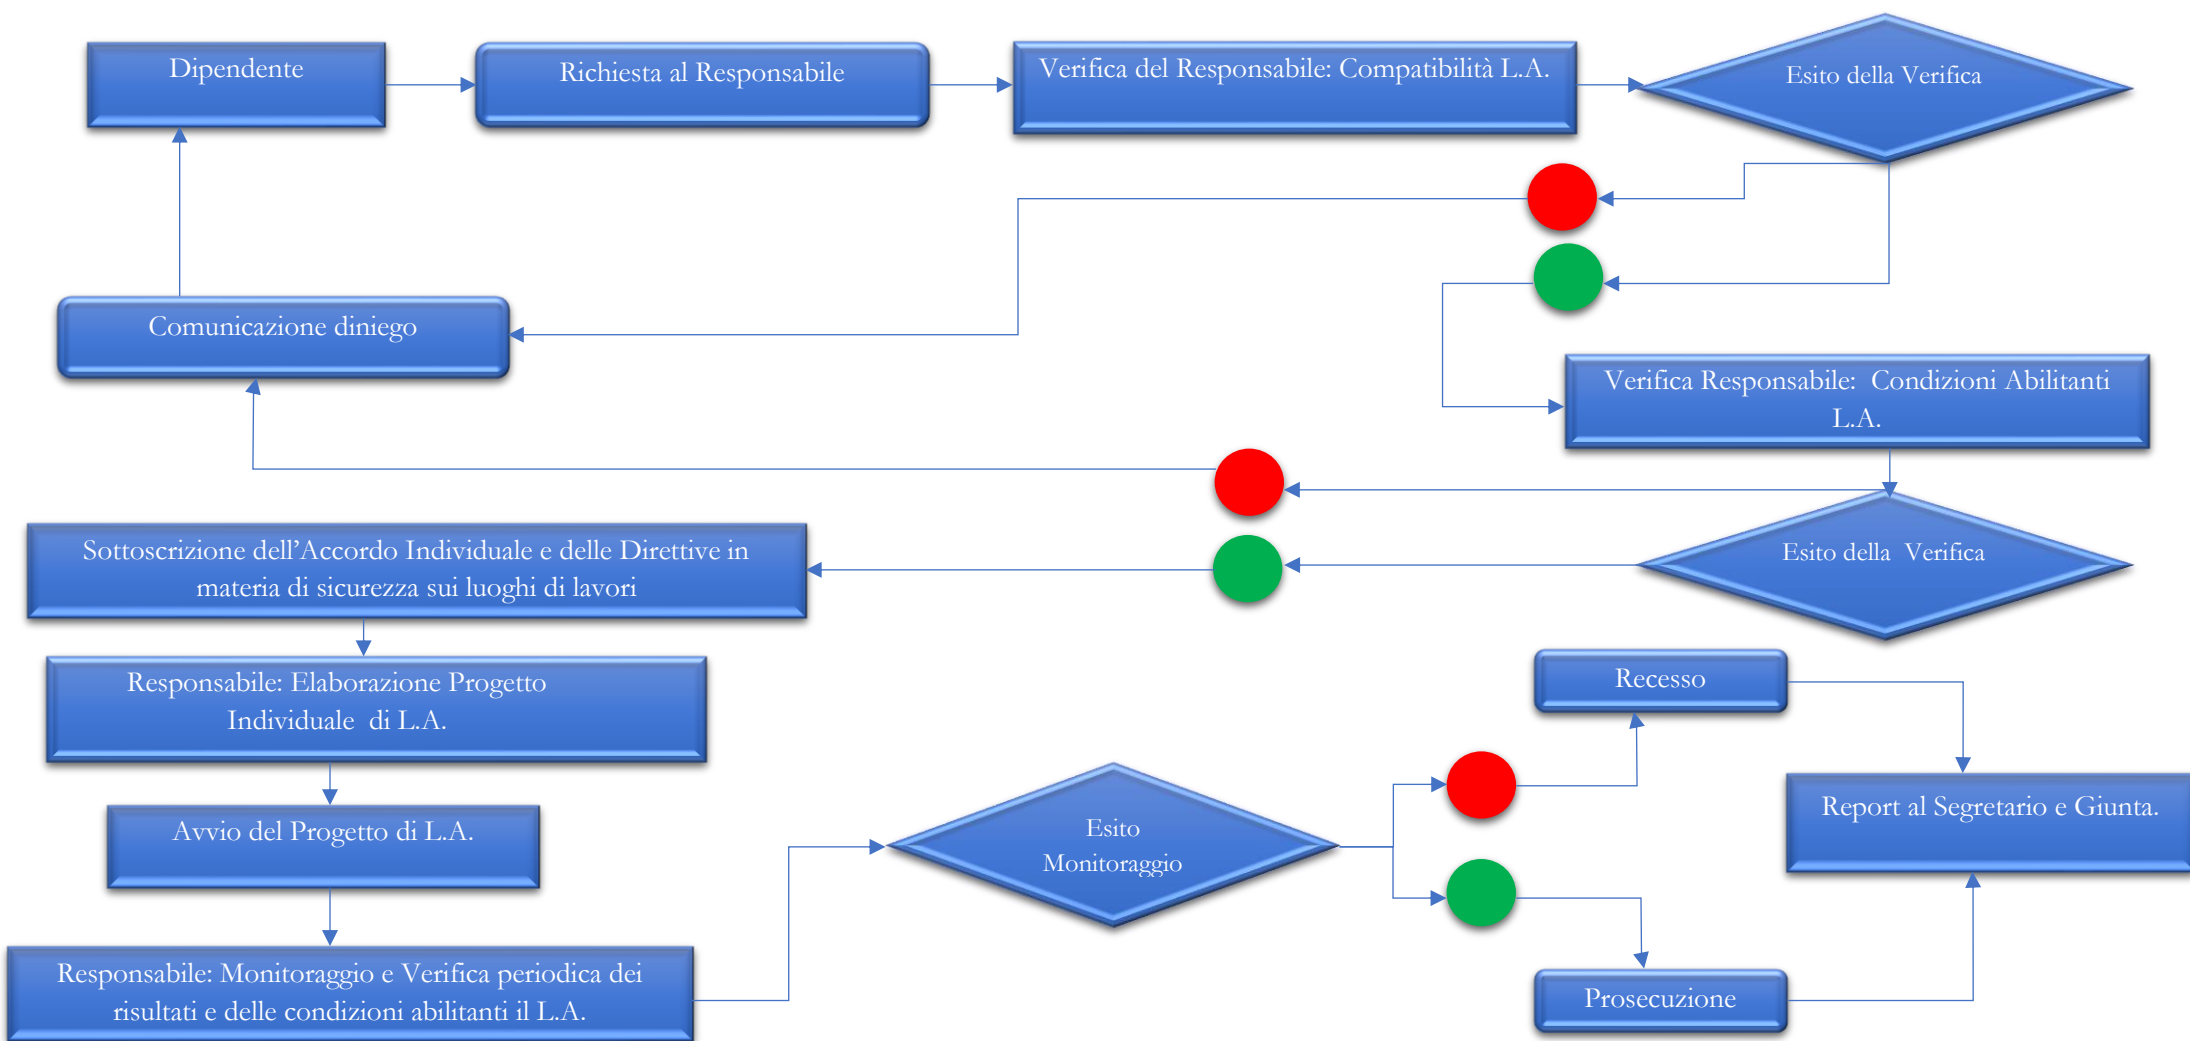 Dipendente
Richiesta al Responsabile
Verifica del Responsabile: Compatibilità L.A.
Esito della Verifica
Comunicazione diniego
Verifica Responsabile:  Condizioni Abilitanti
L.A.
Esito della  Verifica
Sottoscrizione dell’Accordo Individuale e delle Direttive in
materia di sicurezza sui luoghi di lavori
Responsabile: Elaborazione Progetto
Individuale  di L.A.
Recesso
Avvio del Progetto di L.A.
Esito
Monitoraggio
Report al Segretario e Giunta.
Responsabile: Monitoraggio e Verifica periodica dei
risultati e delle condizioni abilitanti il L.A.
Prosecuzione